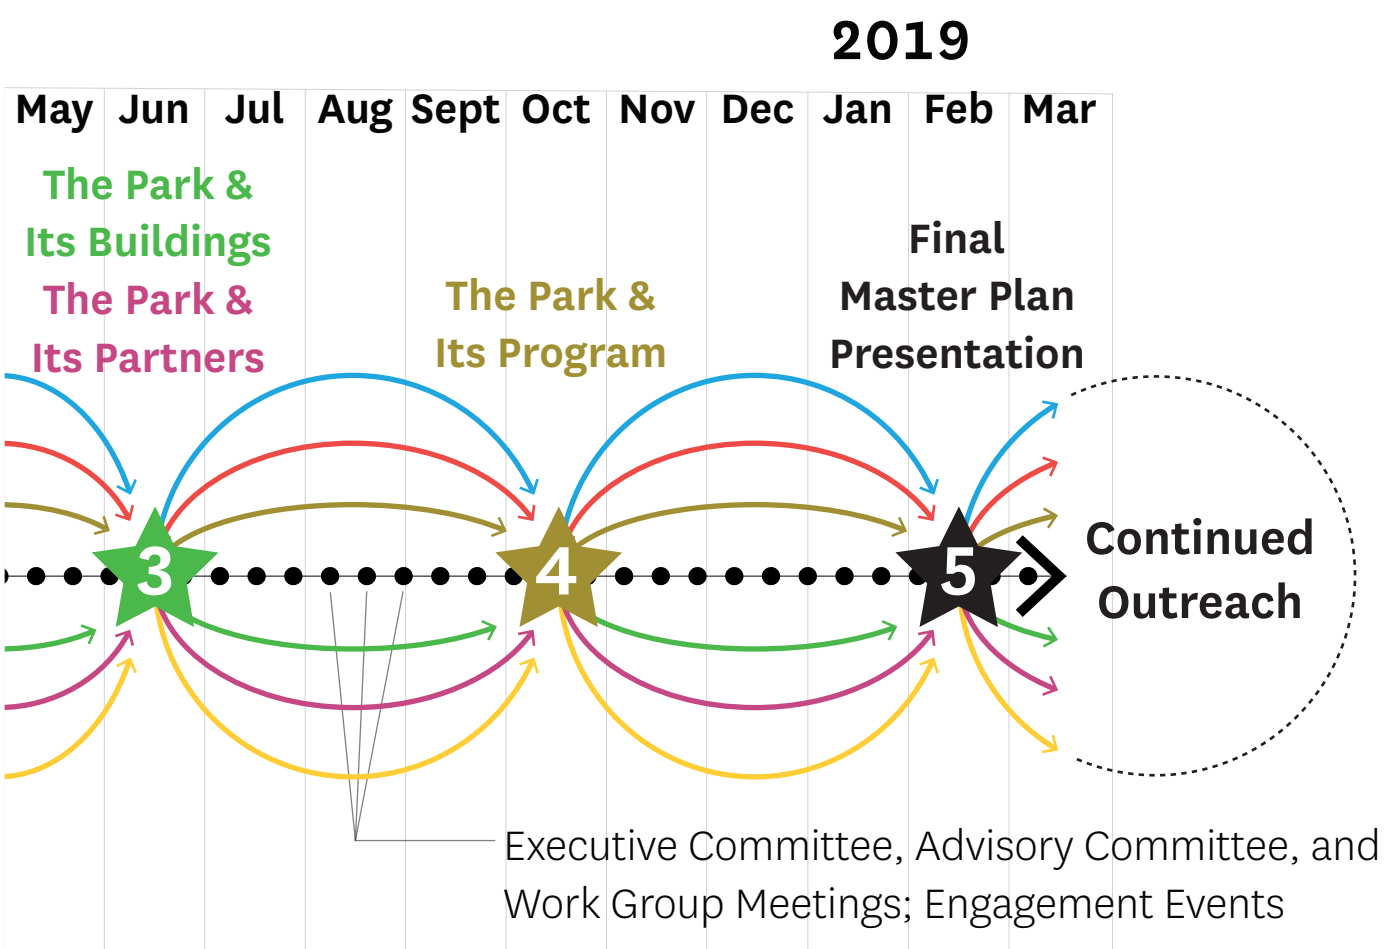 2019
May Jun Jul Aug Sept Oct Nov Dec Jan Feb Mar
The Park &
Its Buildings
The Park &
Its Partners
The Park &
Its Program
Final
Master Plan
Presentation
3
4
5
Continued
Outreach
Executive Committee, Advisory Committee, and
Work Group Meetings; Engagement Events